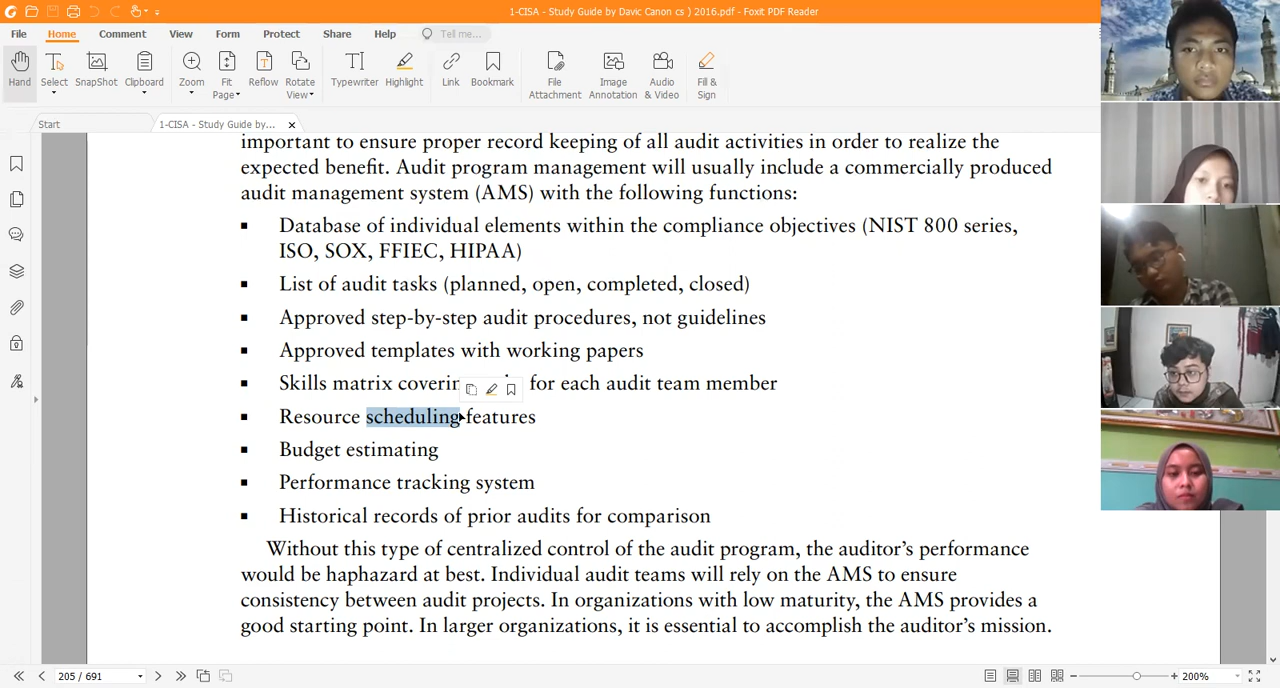 1-CISA - Study Guide by Davic Canon cs ) 2016.pdf - Foxit PDF Reader
File Home Comment View Form Protect Share Help Tell me...
Hand Select SnapShot Clipboard Zoom Fit Page Reflow Rotate View Typewriter Highlight Link Bookmark File Attachment Image Annotation Audio & Video Fill & Sign
Start 1-CISA - Study Guide by...
important to ensure proper record keeping of all audit activities in order to realize the
expected benefit. Audit program management will usually include a commercially produced
audit management system (AMS) with the following functions:
▪ Database of individual elements within the compliance objectives (NIST 800 series,
ISO, SOX, FFIEC, HIPAA)
▪ List of audit tasks (planned, open, completed, closed)
▪ Approved step-by-step audit procedures, not guidelines
▪ Approved templates with working papers
▪ Skills matrix for each audit team member
▪ Resource scheduling features
▪ Budget estimating
▪ Performance tracking system
▪ Historical records of prior audits for comparison
Without this type of centralized control of the audit program, the auditor's performance
would be haphazard at best. Individual audit teams will rely on the AMS to ensure
consistency between audit projects. In organizations with low maturity, the AMS provides a
good starting point. In larger organizations, it is essential to accomplish the auditor's mission.
205 / 691 200%